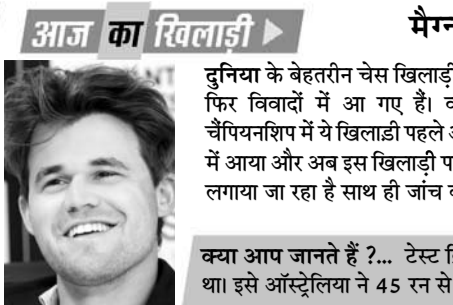 आज का खिलाड़ी
मैग्न
दुनिया के बेहतरीन चेस खिलाड़ी
फिर विवादों में आ गए हैं।
चैंपियनशिप में ये खिलाडी पहले
में आया और अब इस खिलाड़ी प
लगाया जा रहा है साथ ही जांच
क्या आप जानते हैं ?... टेस्ट
था। इसे ऑस्ट्रेलिया ने 45 रन से